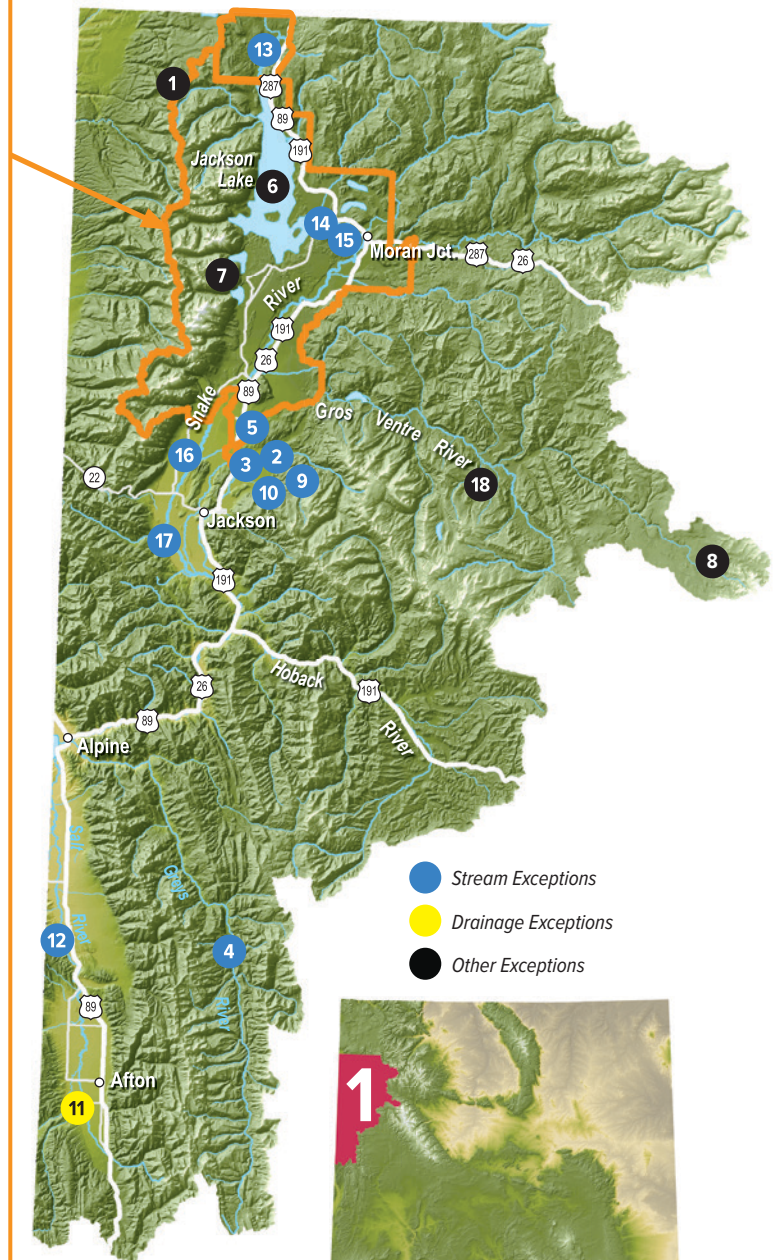 13
1
287
89
191
Jackson
Lake
6
14
15
Moran Jct.
287
26
7
River
191
26
89
Snake
Gros Ventre River
5
16
3
2
9
10
18
22
Jackson
17
8
191
Hoback
River
191
26
89
Alpine
Salt
River
Greys
River
12
4
89
Afton
11
Stream Exceptions
Drainage Exceptions
Other Exceptions
1